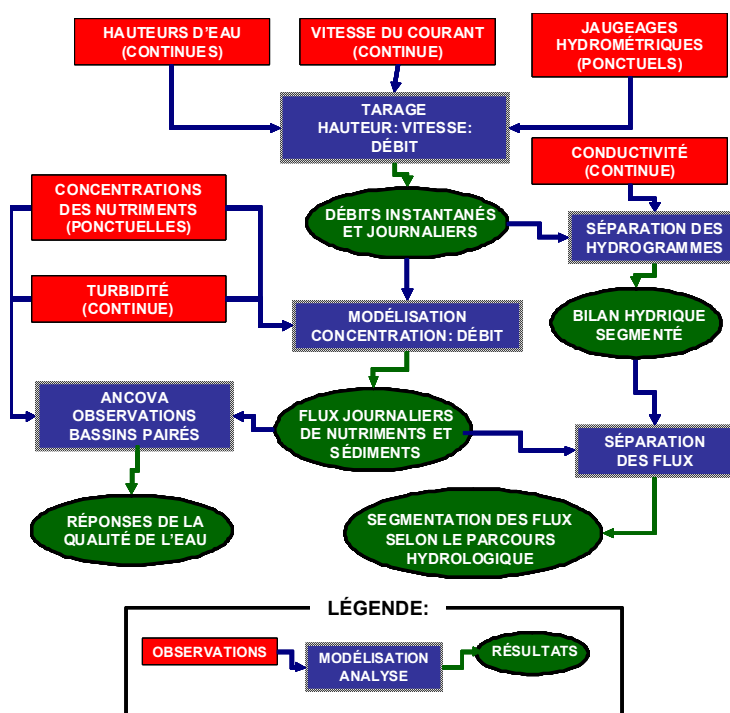 HAUTEURS D'EAU
(CONTINUES)
VITESSE DU COURANT
(CONTINUE)
JAUGEAGES
HYDROMÉTRIQUES
(PONCTUELS)
TARAGE
HAUTEUR: VITESSE:
DÉBIT
CONDUCTIVITÉ
(CONTINUE)
CONCENTRATIONS
DES NUTRIMENTS
(PONCTUELLES)
DÉBITS INSTANTANÉS
ET JOURNALIERS
SÉPARATION DES
HYDROGRAMMES
TURBIDITÉ
(CONTINUE)
MODÉLISATION
CONCENTRATION: DÉBIT
BILAN HYDRIQUE
SEGMENTÉ
ANCOVA
OBSERVATIONS
BASSINS PAIRÉS
FLUX JOURNALIERS
DE NUTRIMENTS ET
SÉDIMENTS
SÉPARATION
DES FLUX
RÉPONSES DE LA
QUALITÉ DE L'EAU
SEGMENTATION DES FLUX
SELON LE PARCOURS
HYDROLOGIQUE
LÉGENDE:
OBSERVATIONS
MODÉLISATION
ANALYSE
RÉSULTATS